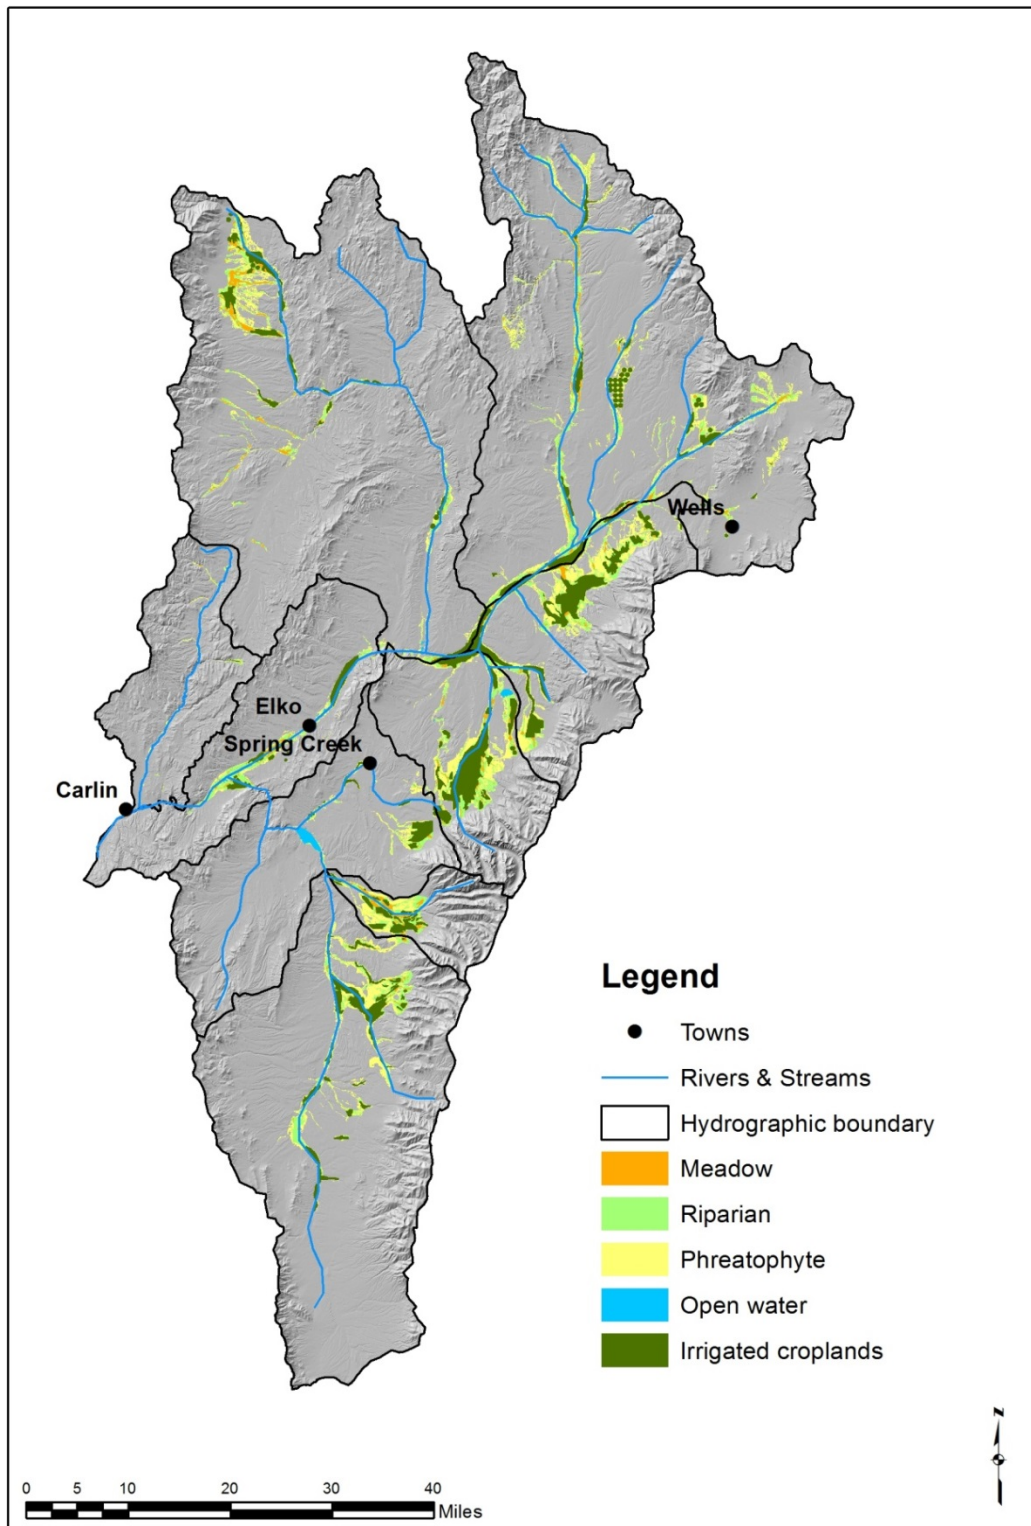 Wells
Elko
Spring Creek
Carlin
Legend
Towns
Rivers & Streams
Hydrographic boundary
Meadow
Riparian
Phreatophyte
Open water
Irrigated croplands
N
0 5 10 20 30 40
Miles